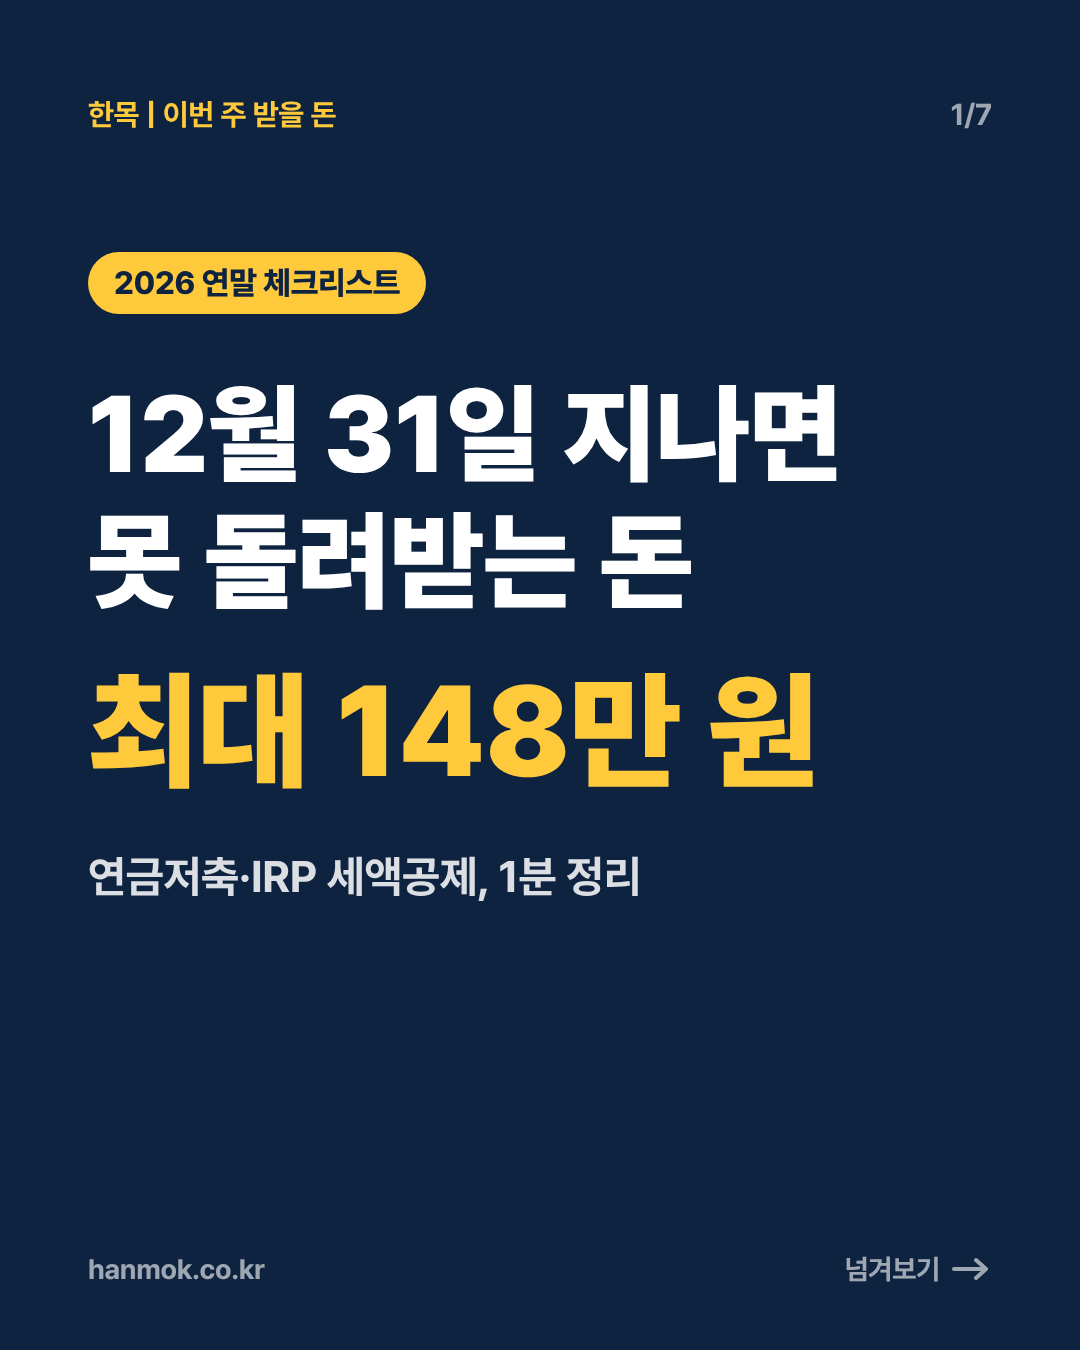 한목 | 이번 주 받을 돈
1/7
2026 연말 체크리스트
12월 31일 지나면
못 돌려받는 돈
최대 148만 원
연금저축·IRP 세액공제, 1분 정리
hanmok.co.kr
넘겨보기 →